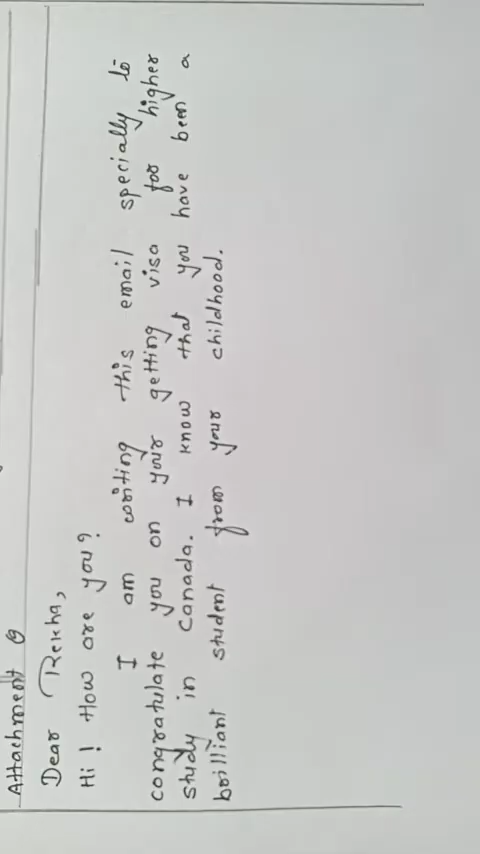 Attachment
Dear Rekha,
Hi! How are you?
I am writing this email specially to
congratulate you on your getting visa for higher
study in Canada. I know that you have been a
brilliant student from your childhood.